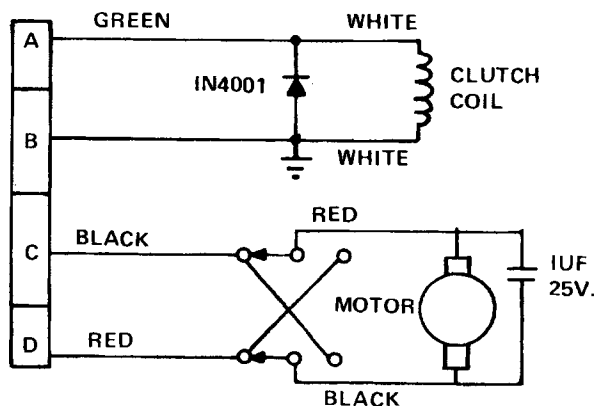 A
GREEN
WHITE
IN4001
CLUTCH
COIL
B
WHITE
RED
C
BLACK
MOTOR
IUF
25V.
D
RED
BLACK